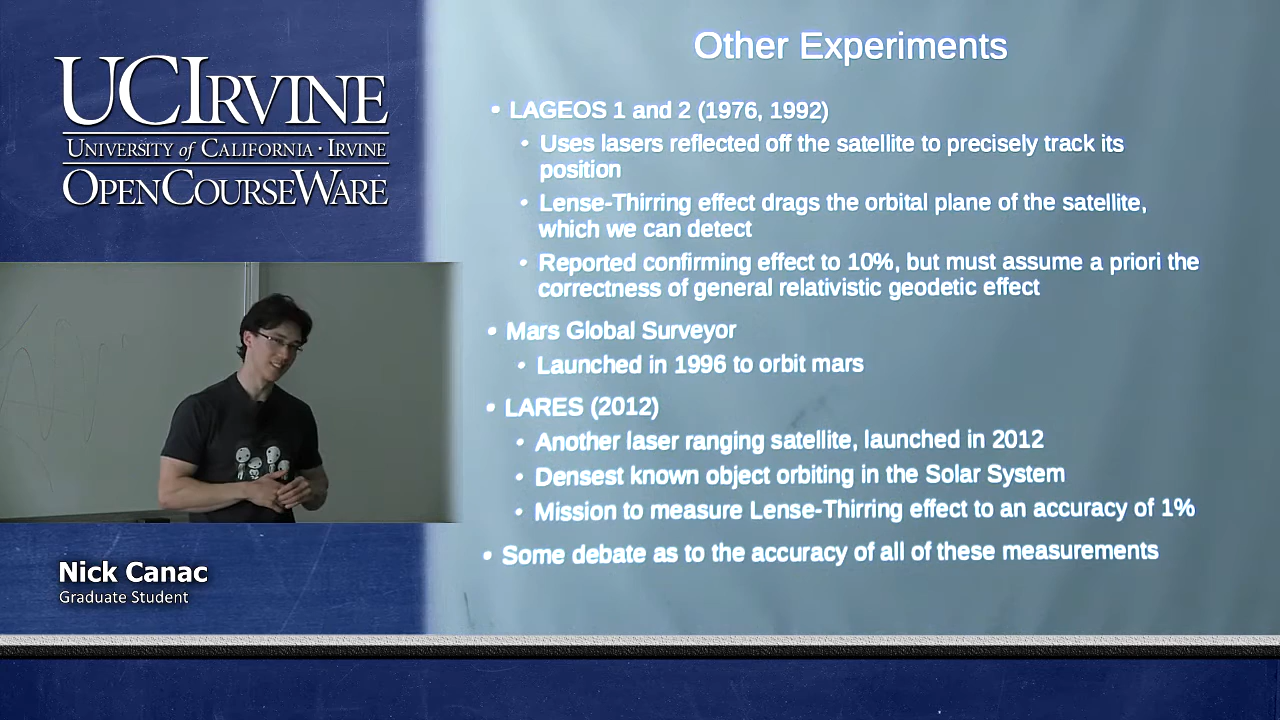 UCIRVINE
UNIVERSITY of CALIFORNIA · IRVINE
OPENCOURSEWARE
Other Experiments
• LAGEOS 1 and 2 (1976, 1992)
• Uses lasers reflected off the satellite to precisely track its
position
• Lense-Thirring effect drags the orbital plane of the satellite,
which we can detect
• Reported confirming effect to 10%, but must assume a priori the
correctness of general relativistic geodetic effect
• Mars Global Surveyor
• Launched in 1996 to orbit mars
• LARES (2012)
• Another laser ranging satellite, launched in 2012
• Densest known object orbiting in the Solar System
• Mission to measure Lense-Thirring effect to an accuracy of 1%
• Some debate as to the accuracy of all of these measurements
Nick Canac
Graduate Student